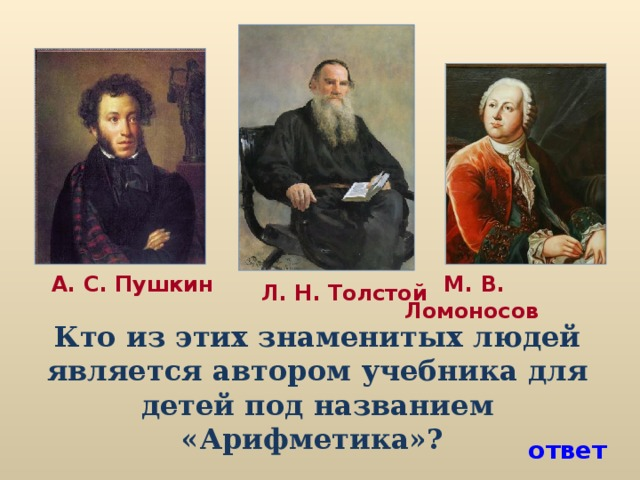 А. С. Пушкин
Л. Н. Толстой
М. В.
Ломоносов
Кто из этих знаменитых людей
является автором учебника для
детей под названием
«Арифметика»?
ответ